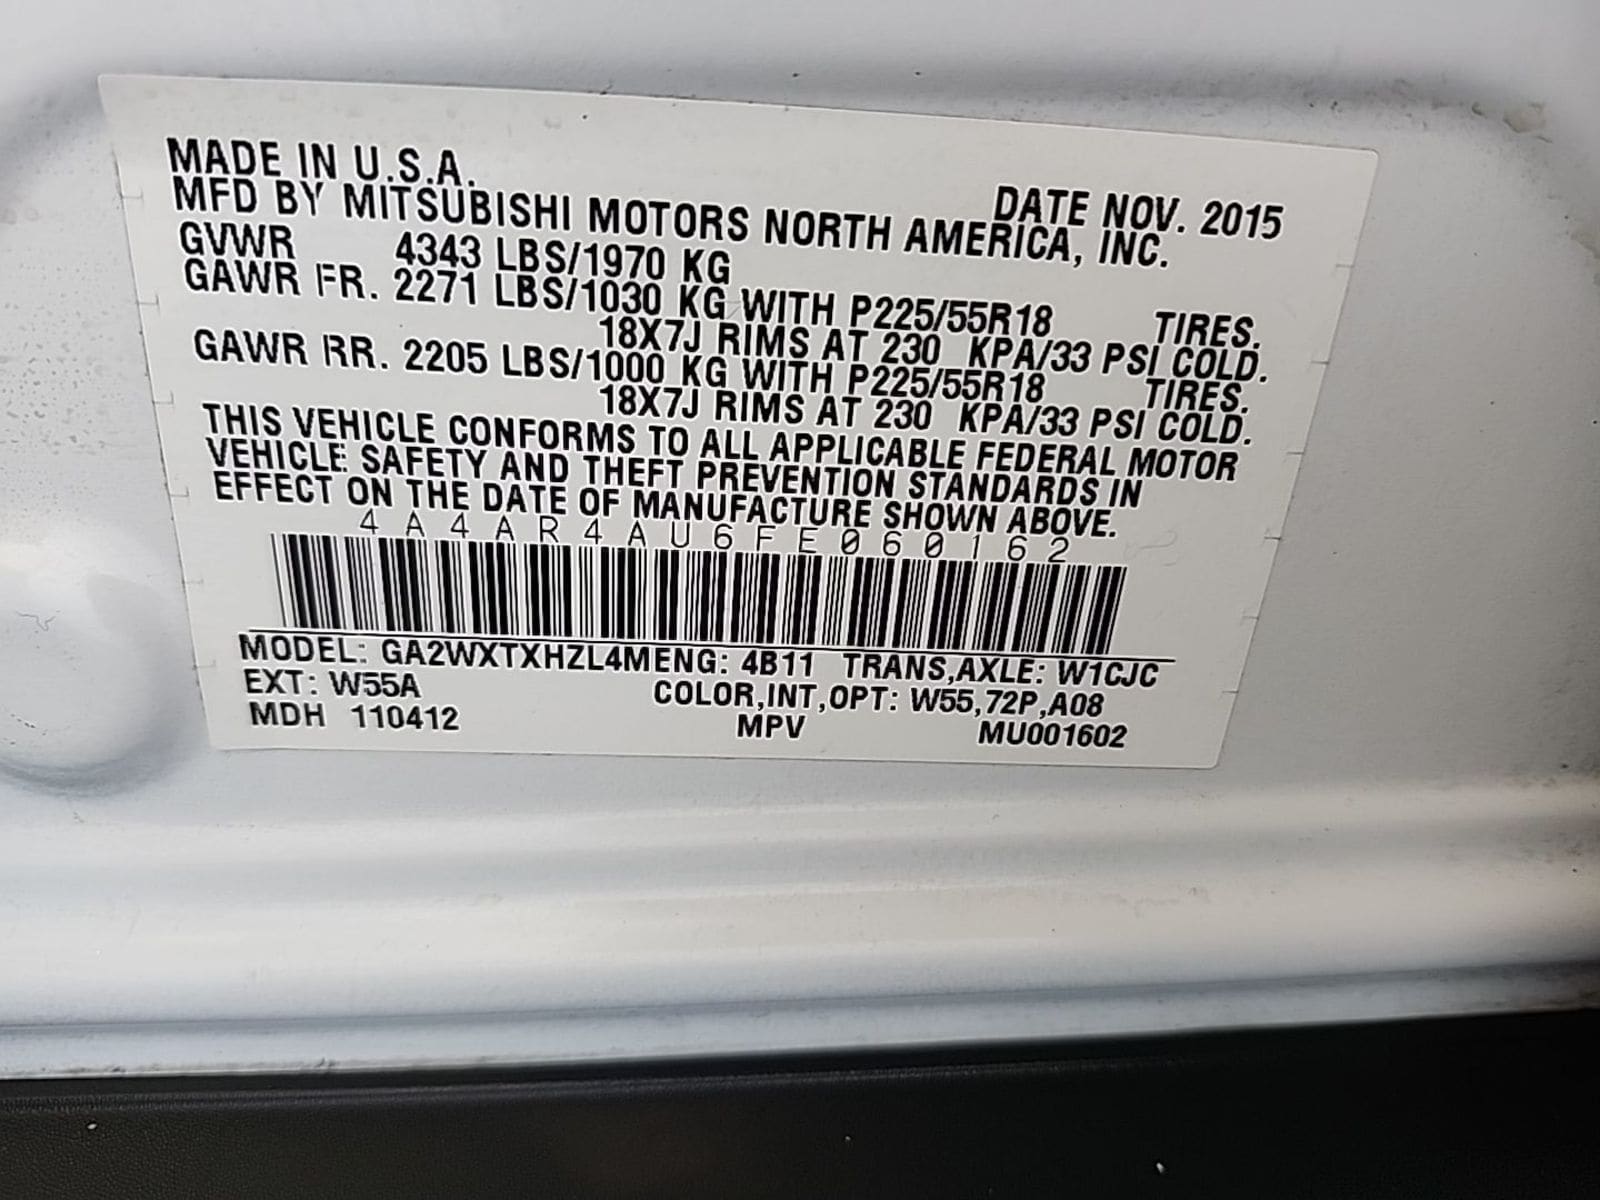 MADE IN U.S.A. DATE NOV. 2015
MFD BY MITSUBISHI MOTORS NORTH AMERICA, INC.
GVWR 4343 LBS/1970 KG
GAWR FR. 2271 LBS/1030 KG WITH P225/55R18 TIRES.
18X7J RIMS AT 230 KPA/33 PSI COLD.
GAWR RR. 2205 LBS/1000 KG WITH P225/55R18 TIRES.
18X7J RIMS AT 230 KPA/33 PSI COLD.
THIS VEHICLE CONFORMS TO ALL APPLICABLE FEDERAL MOTOR
VEHICLE SAFETY AND THEFT PREVENTION STANDARDS IN
EFFECT ON THE DATE OF MANUFACTURE SHOWN ABOVE.
4A4AR4AU6FE060162
MODEL: GA2WXTXHZL4MENG: 4B11 TRANS,AXLE: W1CJC
EXT: W55A COLOR,INT,OPT: W55,72P,A08
MDH 110412 MPV MU001602